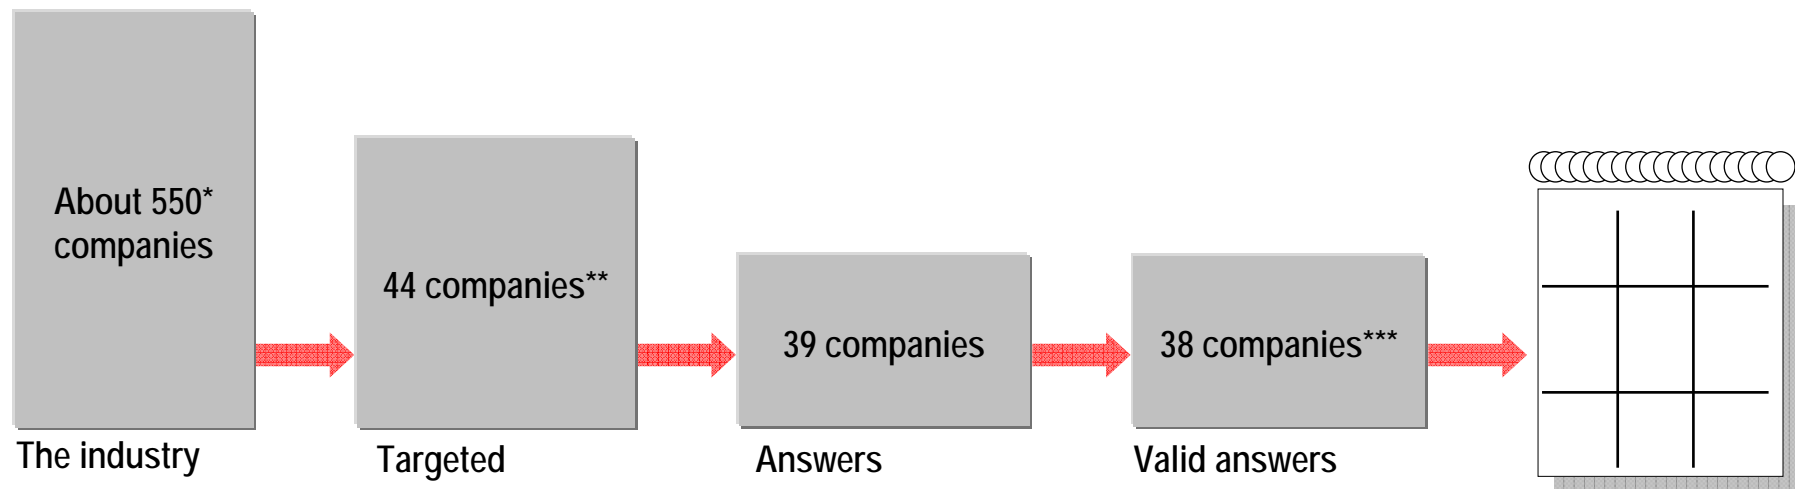 About 550*
companies
The industry
44 companies**
Targeted
39 companies
Answers
38 companies***
Valid answers